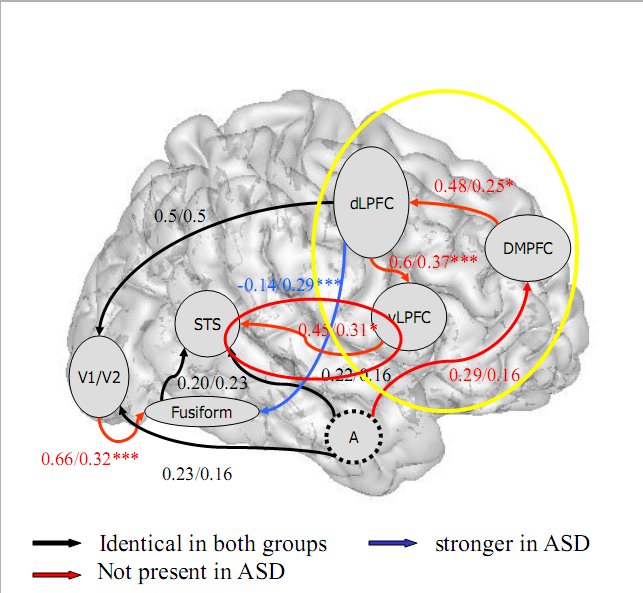 dLPFC
0.48/0.25*
0.5/0.5
DMPFC
0.6/0.37***
-0.14/0.29***
vLPFC
STS
0.45/0.31*
V1/V2
0.20/0.23
0.22/0.16
0.29/0.16
Fusiform
A
0.66/0.32***
0.23/0.16
Identical in both groups
stronger in ASD
Not present in ASD